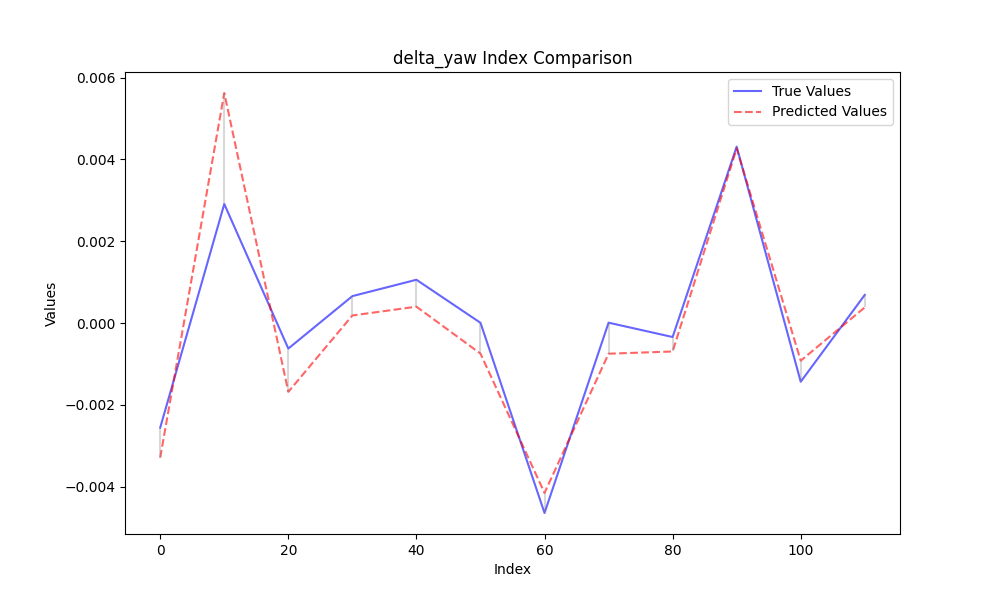 delta_yaw Index Comparison
True Values
Predicted Values
0.006
0.004
0.002
0.000
−0.002
−0.004
Values
0
20
40
60
80
100
Index